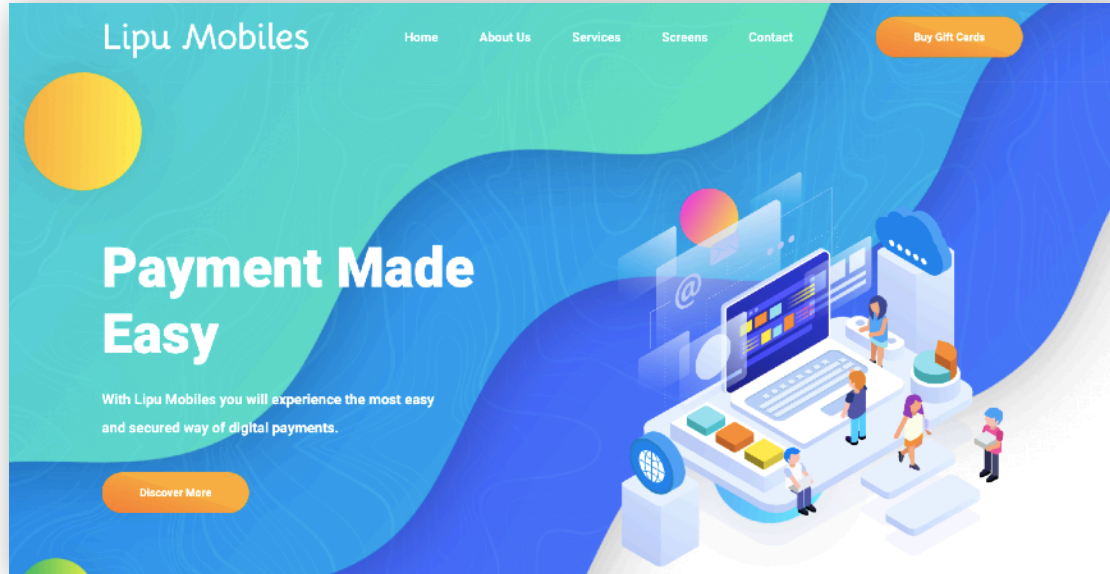 Lipu Mobiles
Home
About Us
Services
Screens
Contact
Buy Gift Cards
Payment Made
Easy
With Lipu Mobiles you will experience the most easy
and secured way of digital payments.
Discover More
@